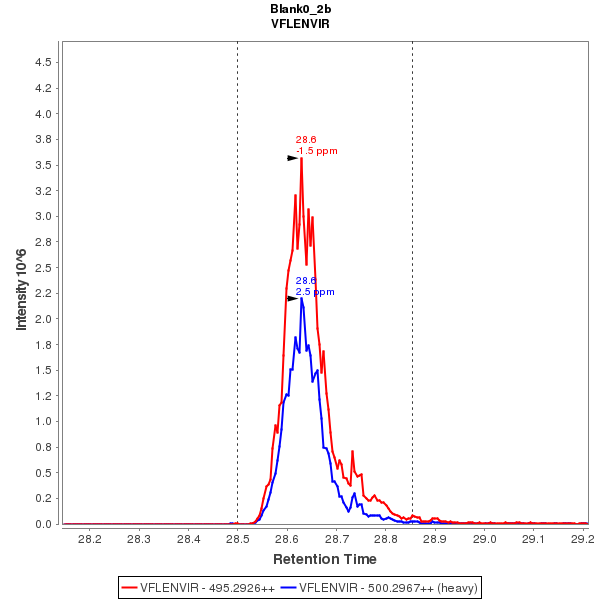 Blank0_2b
VFLENVIR
4.5
4.2
4.0
3.8
3.5
3.2
3.0
2.8
2.5
2.2
2.0
1.8
1.5
1.2
1.0
0.8
0.5
0.2
0.0
Intensity 10^6
28.6
-1.5 ppm
28.6
2.5 ppm
28.2 28.3 28.4 28.5 28.6 28.7 28.8 28.9 29.0 29.1 29.2
Retention Time
VFLENVIR - 495.2926++ VFLENVIR - 500.2967++ (heavy)